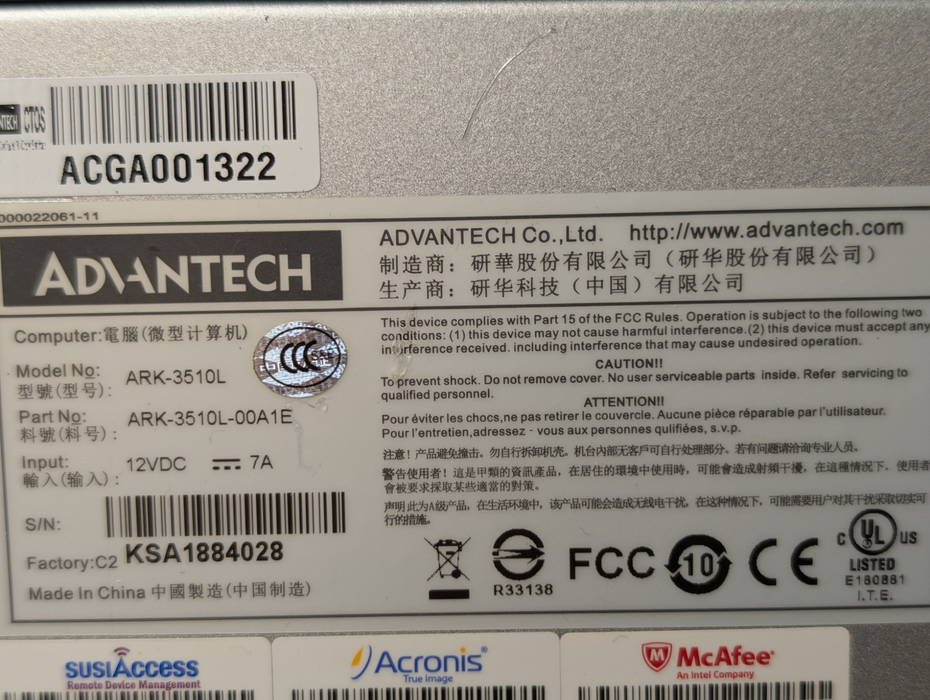 CTOS
ACGA001322
000022061-11
ADVANTECH
ADVANTECH Co.,Ltd. http://www.advantech.com
制造商：研華股份有限公司（研华股份有限公司）
生产商：研华科技（中国）有限公司
Computer:電腦(微型计算机)
CCC
S&E
Model No:
型號(型号)：
ARK-3510L
Part No:
料號(料号)：
ARK-3510L-00A1E
Input:
輸入(输入)：
12VDC 7A
S/N:
Factory:C2 KSA1884028
Made In China 中國製造(中国制造)
This device complies with Part 15 of the FCC Rules. Operation is subject to the following two
conditions: (1) this device may not cause harmful interference.(2) this device must accept any
interference received. including interference that may cause undesired operation.
CAUTION!!
To prevent shock. Do not remove cover. No user serviceable parts inside. Refer servicing to
qualified personnel.
ATTENTION!!
Pour éviter les chocs,ne pas retirer le couvercle. Aucune pièce réparable par l'utilisateur.
Pour l'entretien,adressez - vous aux personnes qulifiées, s.v.p.
注意！产品避免撞击。勿自行拆卸机壳。机台内部无客戶可自行处理部分。若有问题请洽询专业人员。
警告使用者！這是甲類的資訊產品，在居住的環境中使用時，可能會造成射頻干擾，在這種情況下，使用者
會被要求採取某些適當的對策。
声明 此为A级产品，在生活环境中，该产品可能会造成无线电干扰，在这种情况下，可能需要用户对其干扰采取切实可
行的措施。
R33138
FCC
10
CE
C UL US
LISTED
E180881
I.T.E.
SUSIAccess
Remote Device Management
Acronis®
True Image
McAfee®
An Intel Company